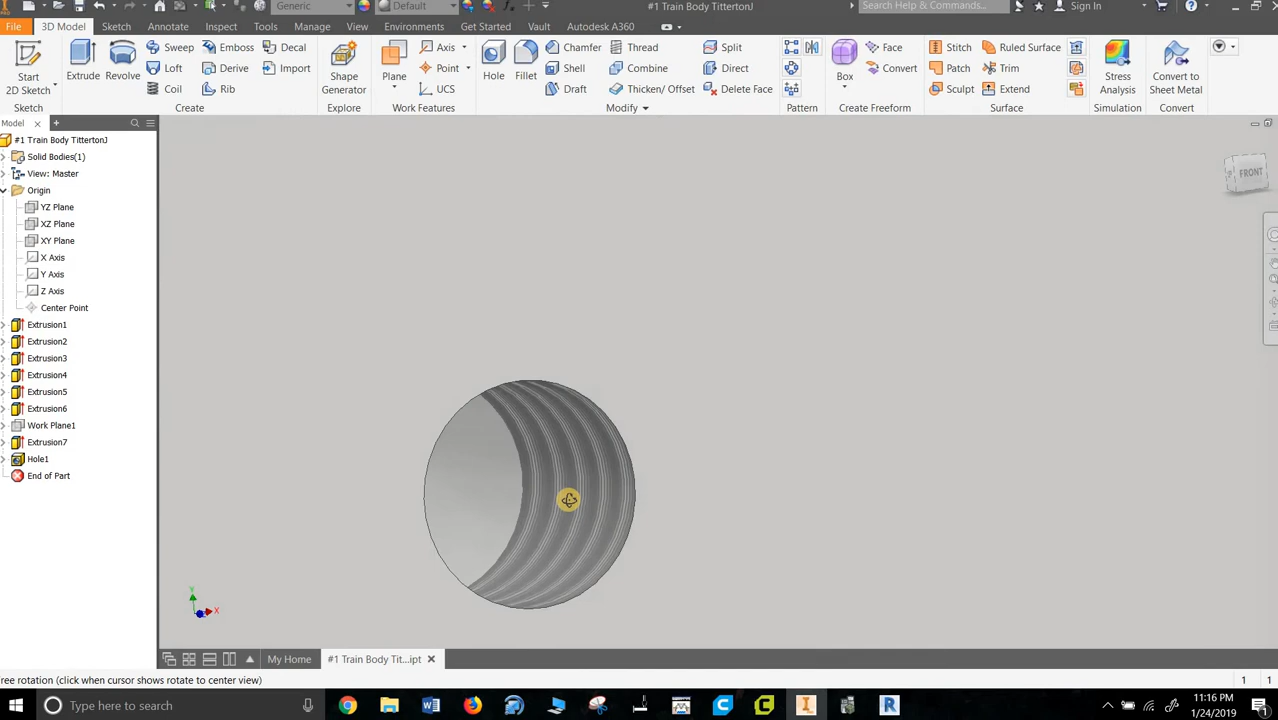 Generic
Default
#1 Train Body TittertonJ
Search Help & Commands...
Sign In
File
3D Model
Sketch
Annotate
Inspect
Tools
Manage
View
Environments
Get Started
Vault
Autodesk A360
Start
2D Sketch
Extrude
Revolve
Sweep
Loft
Coil
Emboss
Derive
Rib
Decal
Import
Shape
Generator
Plane
Axis
Point
UCS
Hole
Fillet
Chamfer
Shell
Draft
Thread
Combine
Thicken/ Offset
Split
Direct
Delete Face
Box
Face
Convert
Stitch
Patch
Sculpt
Ruled Surface
Trim
Extend
Stress
Analysis
Convert to
Sheet Metal
Sketch
Create
Explore
Work Features
Modify
Pattern
Create Freeform
Surface
Simulation
Convert
Model
#1 Train Body TittertonJ
Solid Bodies(1)
View: Master
Origin
YZ Plane
XZ Plane
XY Plane
X Axis
Y Axis
Z Axis
Center Point
Extrusion1
Extrusion2
Extrusion3
Extrusion4
Extrusion5
Extrusion6
Work Plane1
Extrusion7
Hole1
End of Part
FRONT
Y
X
My Home
#1 Train Body Tit...ipt
ree rotation (click when cursor shows rotate to center view)
1
1
Type here to search
11:16 PM
1/24/2019